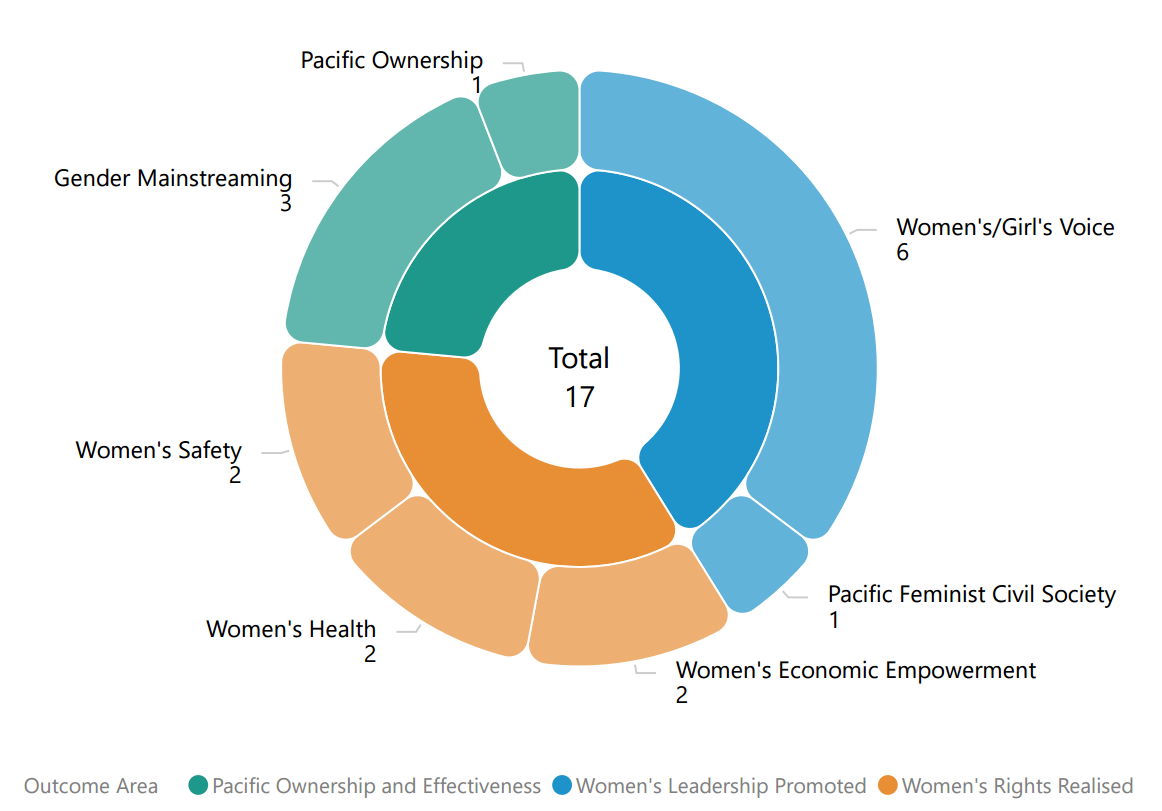 Pacific Ownership
1
Gender Mainstreaming
3
Women's/Girl's Voice
6
Total
17
Women's Safety
2
Pacific Feminist Civil Society
1
Women's Health
2
Women's Economic Empowerment
2
Outcome Area Pacific Ownership and Effectiveness Women's Leadership Promoted Women's Rights Realised